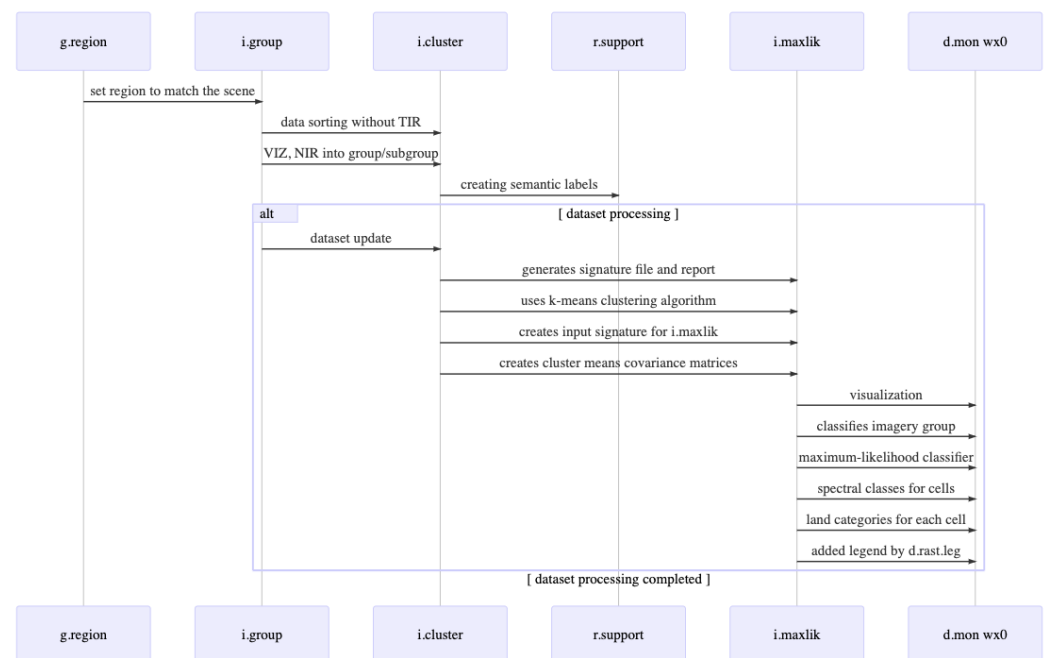 g.region
i.group
i.cluster
r.support
i.maxlik
d.mon wx0
set region to match the scene
data sorting without TIR
VIZ, NIR into group/subgroup
creating semantic labels
alt
[ dataset processing ]
dataset update
generates signature file and report
uses k-means clustering algorithm
creates input signature for i.maxlik
creates cluster means covariance matrices
visualization
classifies imagery group
maximum-likelihood classifier
spectral classes for cells
land categories for each cell
added legend by d.rast.leg
[ dataset processing completed ]
g.region
i.group
i.cluster
r.support
i.maxlik
d.mon wx0